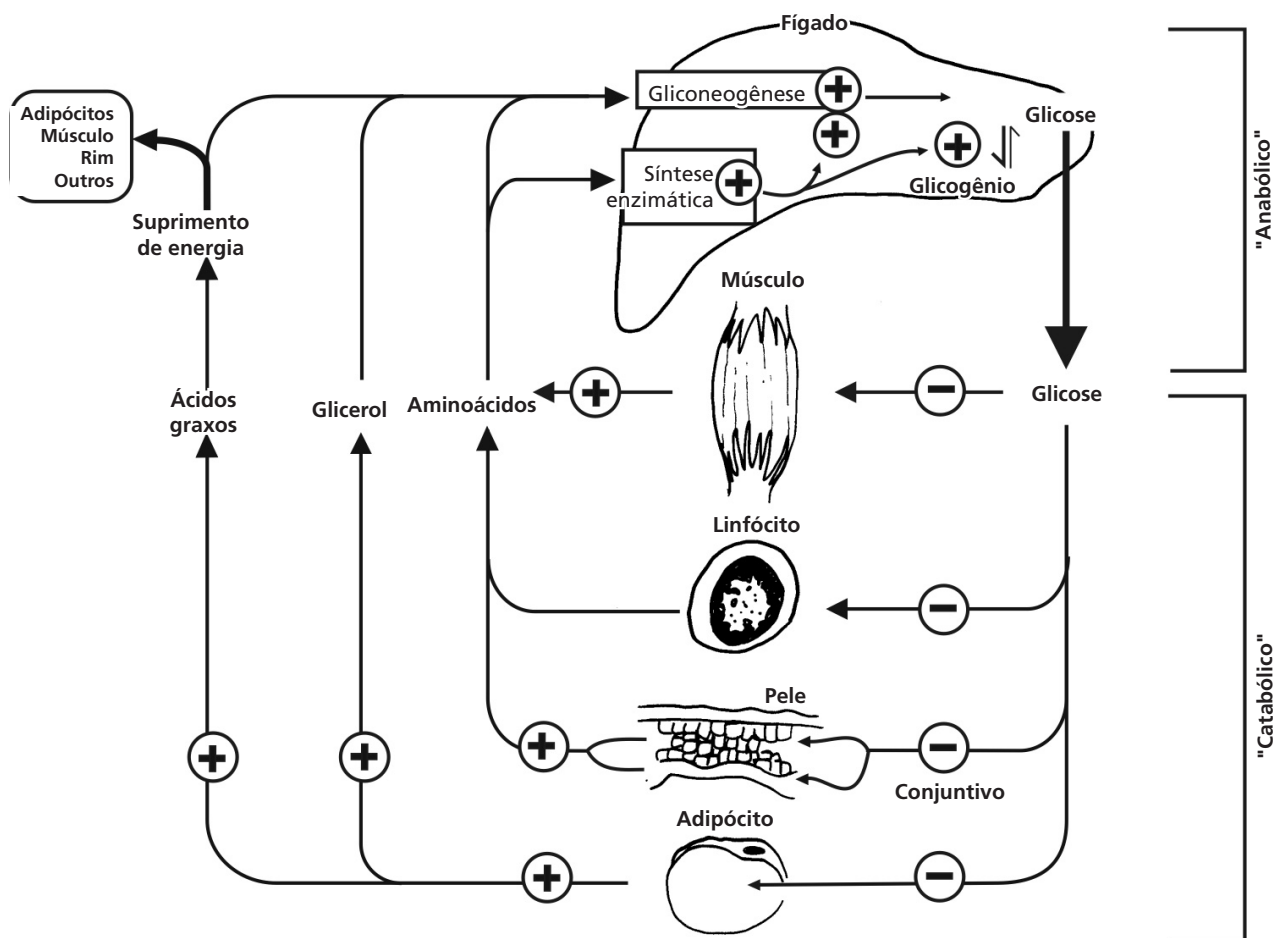 Fígado
Gliconeogênese
Glicose
Adipócitos
Músculo
Rim
Outros
Síntese
enzimática
Glicogênio
Suprimento
de energia
"Anabólico"
Músculo
Ácidos
graxos
Glicerol
Aminoácidos
Glicose
Linfócito
Pele
Conjuntivo
Adipócito
"Catabólico"